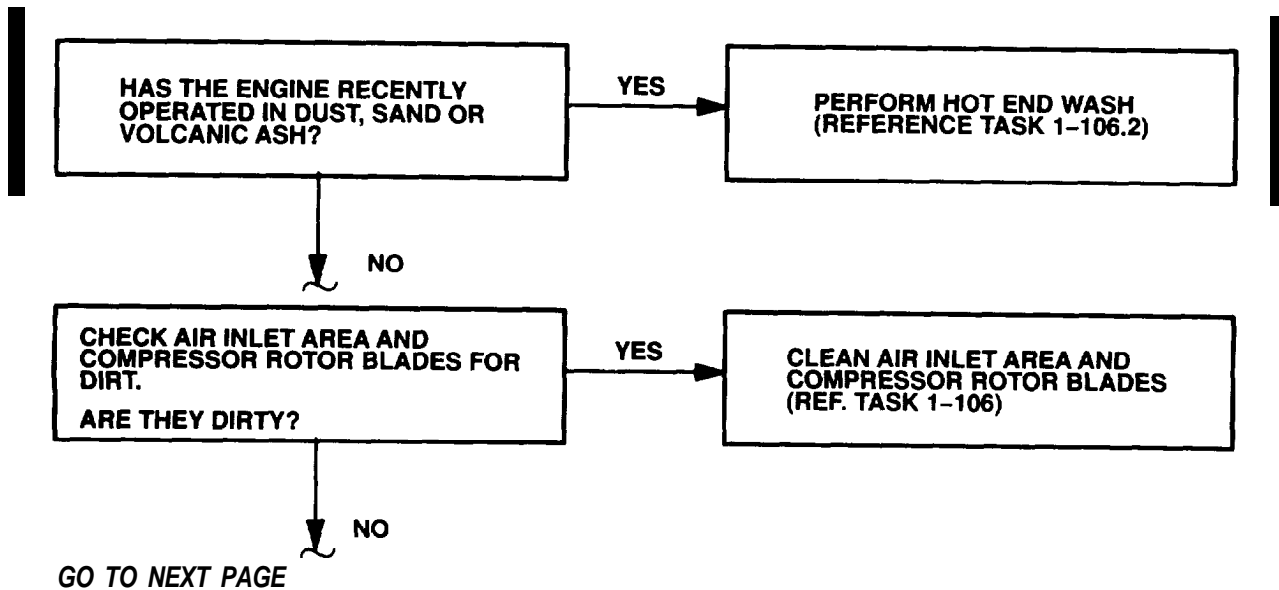 HAS THE ENGINE RECENTLY
OPERATED IN DUST, SAND OR
VOLCANIC ASH?
YES
PERFORM HOT END WASH
(REFERENCE TASK 1–106.2)
NO
CHECK AIR INLET AREA AND
COMPRESSOR ROTOR BLADES FOR
DIRT.
ARE THEY DIRTY?
YES
CLEAN AIR INLET AREA AND
COMPRESSOR ROTOR BLADES
(REF. TASK 1–106)
NO
GO TO NEXT PAGE